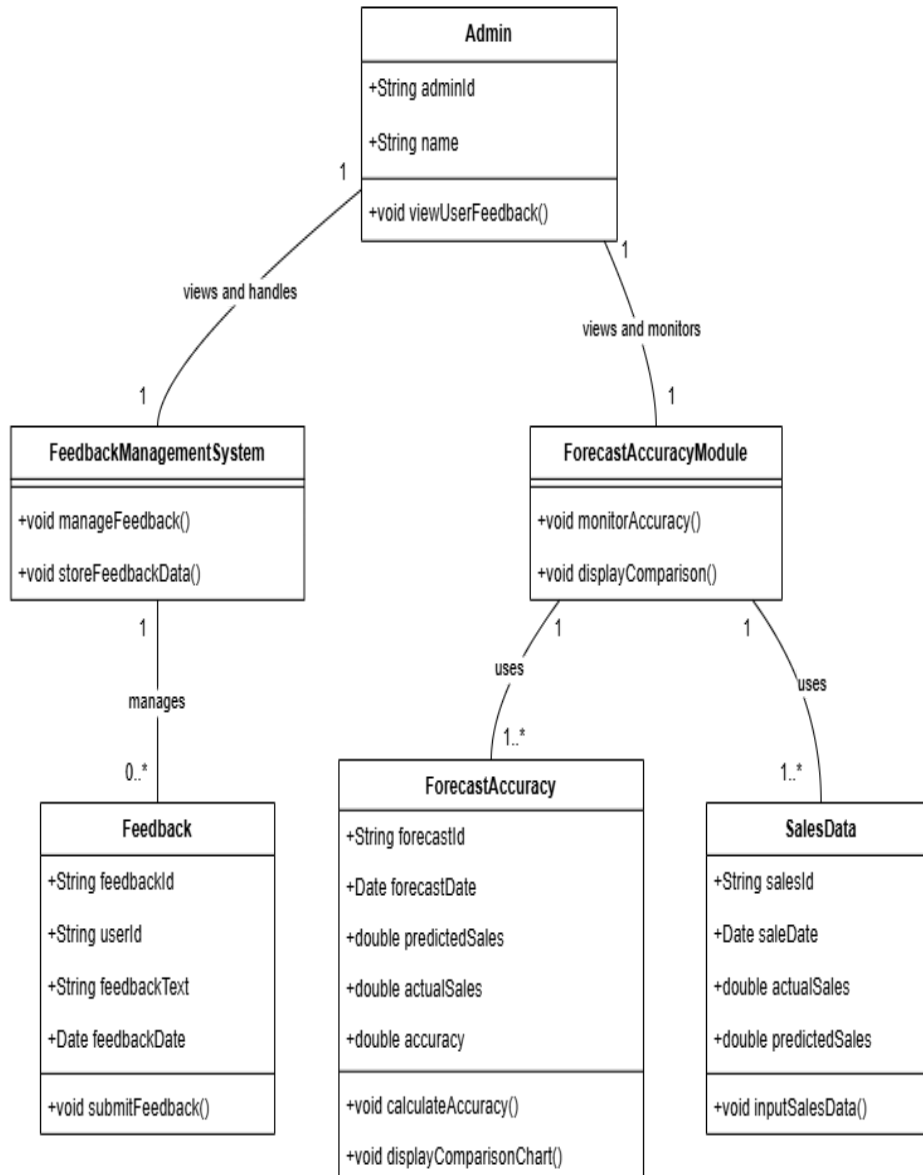 Admin
+String adminId
+String name
+void viewUserFeedback()
1
1
views and handles
views and monitors
1
1
FeedbackManagementSystem
+void manageFeedback()
+void storeFeedbackData()
ForecastAccuracyModule
+void monitorAccuracy()
+void displayComparison()
1
1
1
manages
uses
uses
0..*
1..*
1..*
Feedback
+String feedbackId
+String userId
+String feedbackText
+Date feedbackDate
+void submitFeedback()
ForecastAccuracy
+String forecastId
+Date forecastDate
+double predictedSales
+double actualSales
+double accuracy
+void calculateAccuracy()
+void displayComparisonChart()
SalesData
+String salesId
+Date saleDate
+double actualSales
+double predictedSales
+void inputSalesData()